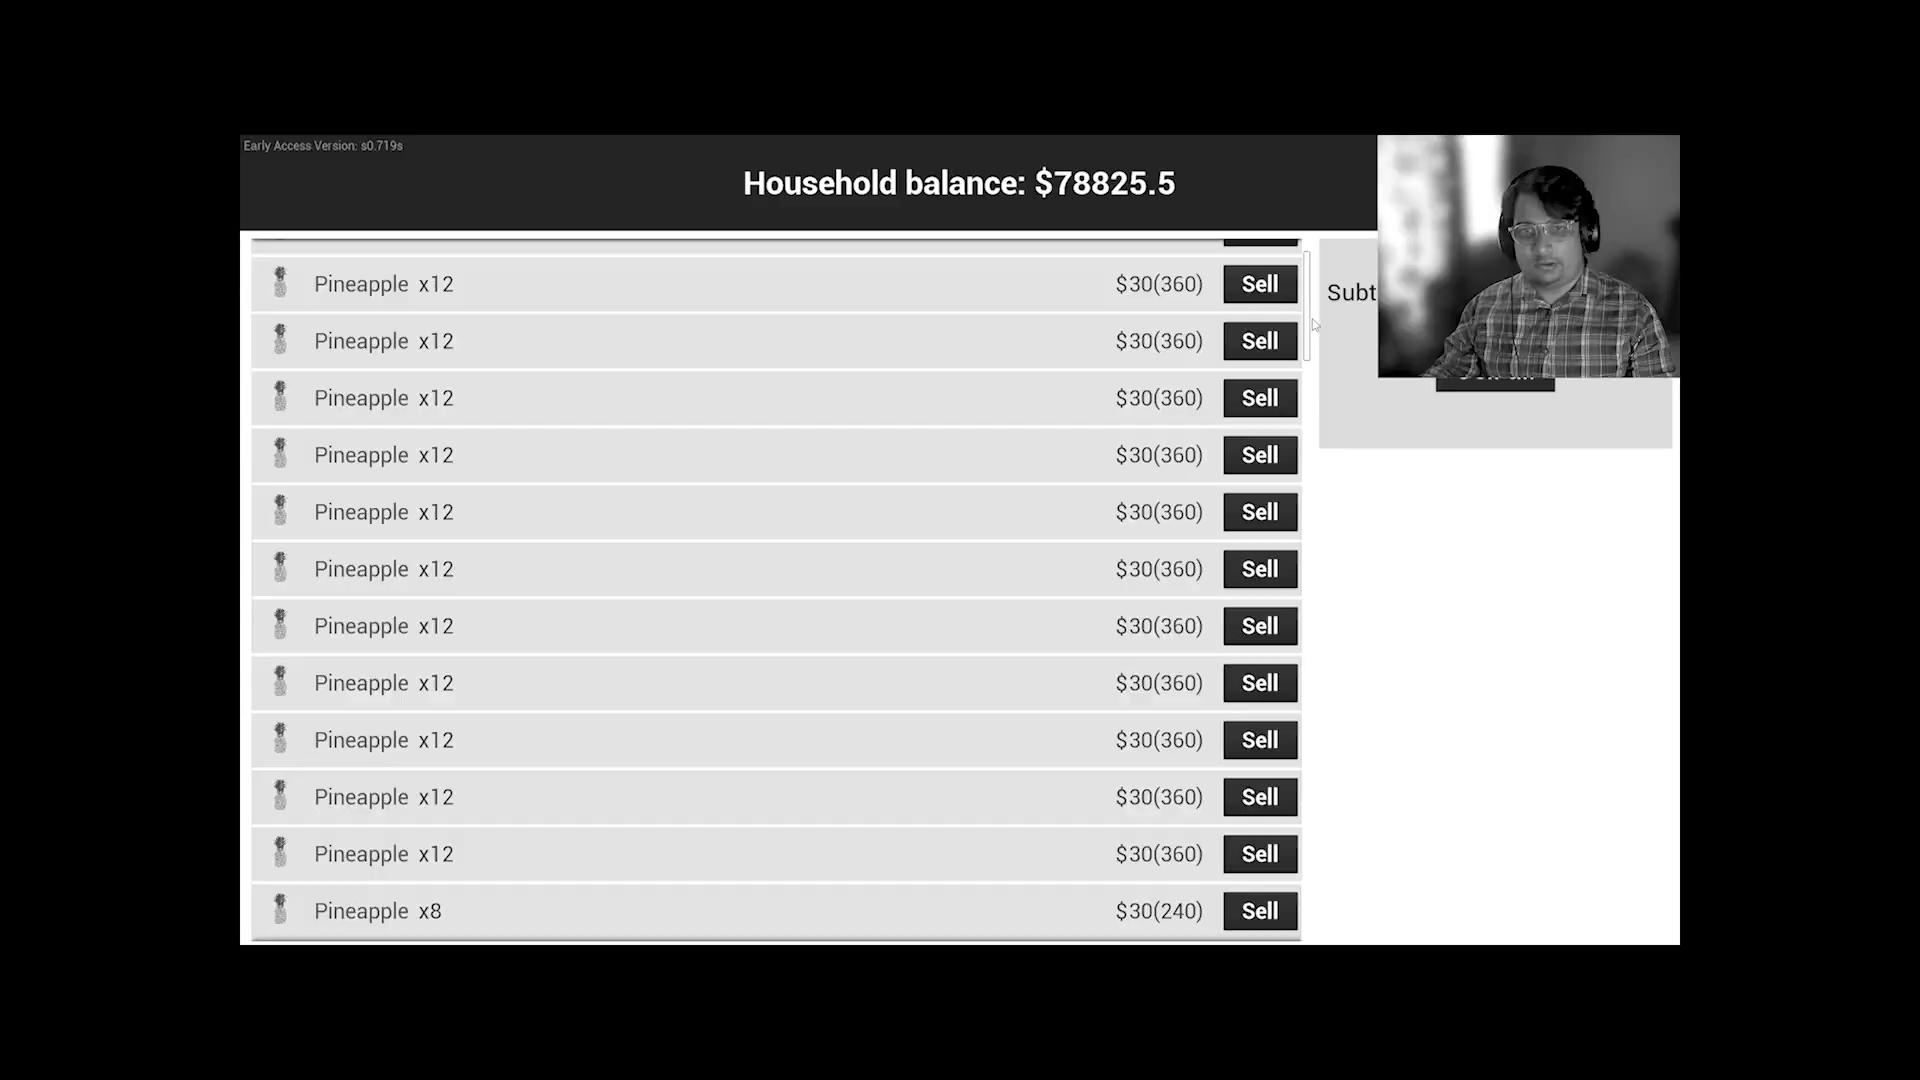 Early Access Version: s0.719s
Household balance: $78825.5
Pineapple x12 $30(360) Sell
Subt
Pineapple x12 $30(360) Sell
Pineapple x12 $30(360) Sell
Pineapple x12 $30(360) Sell
Pineapple x12 $30(360) Sell
Pineapple x12 $30(360) Sell
Pineapple x12 $30(360) Sell
Pineapple x12 $30(360) Sell
Pineapple x12 $30(360) Sell
Pineapple x12 $30(360) Sell
Pineapple x12 $30(360) Sell
Pineapple x8 $30(240) Sell